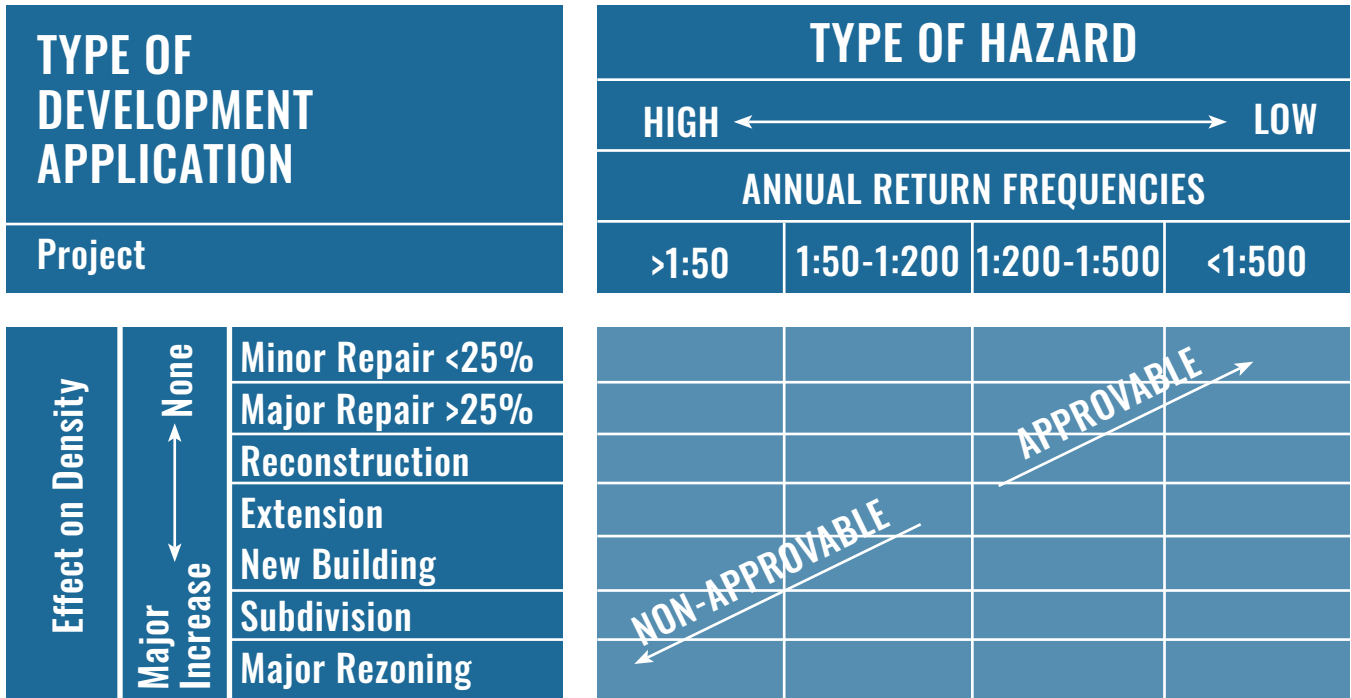 TYPE OF
DEVELOPMENT
APPLICATION
Project
TYPE OF HAZARD
HIGH
LOW
ANNUAL RETURN FREQUENCIES
>1:50
1:50-1:200
1:200-1:500
<1:500
Effect on Density
None
Major
Increase
Minor Repair <25%
Major Repair >25%
Reconstruction
Extension
New Building
Subdivision
Major Rezoning
APPROVABLE
NON-APPROVABLE